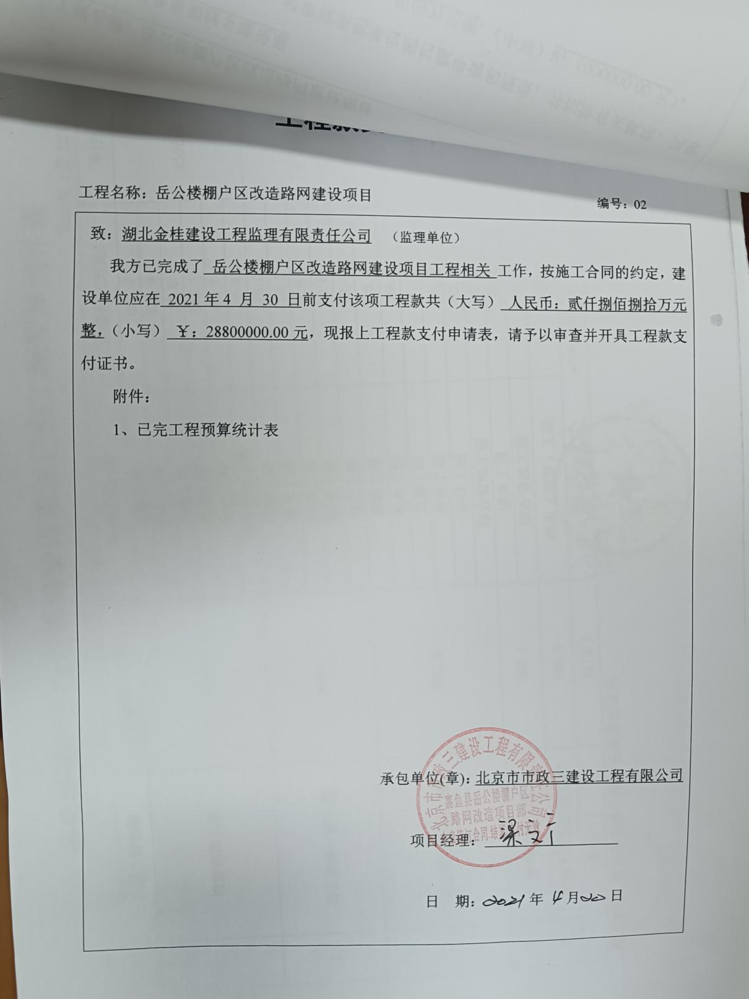 工程款
工程名称：岳公楼棚户区改造路网建设项目
编号：02
致：湖北金桂建设工程监理有限责任公司 （监理单位）
我方已完成了 岳公楼棚户区改造路网建设项目工程相关 工作，按施工合同的约定，建
设单位应在 2021 年 4 月 30 日前支付该项工程款共（大写） 人民币：贰仟捌佰捌拾万元
整，（小写） ￥：28800000.00 元，现报上工程款支付申请表，请予以审查并开具工程款支
付证书。
附件：
1、已完工程预算统计表
承包单位(章)：北京市市政三建设工程有限公司
北京市市政三建设工程有限责任公司
嘉鱼县岳公楼棚户区
路网改造项目部
项目经理：
日 期：2021 年 4 月 20 日